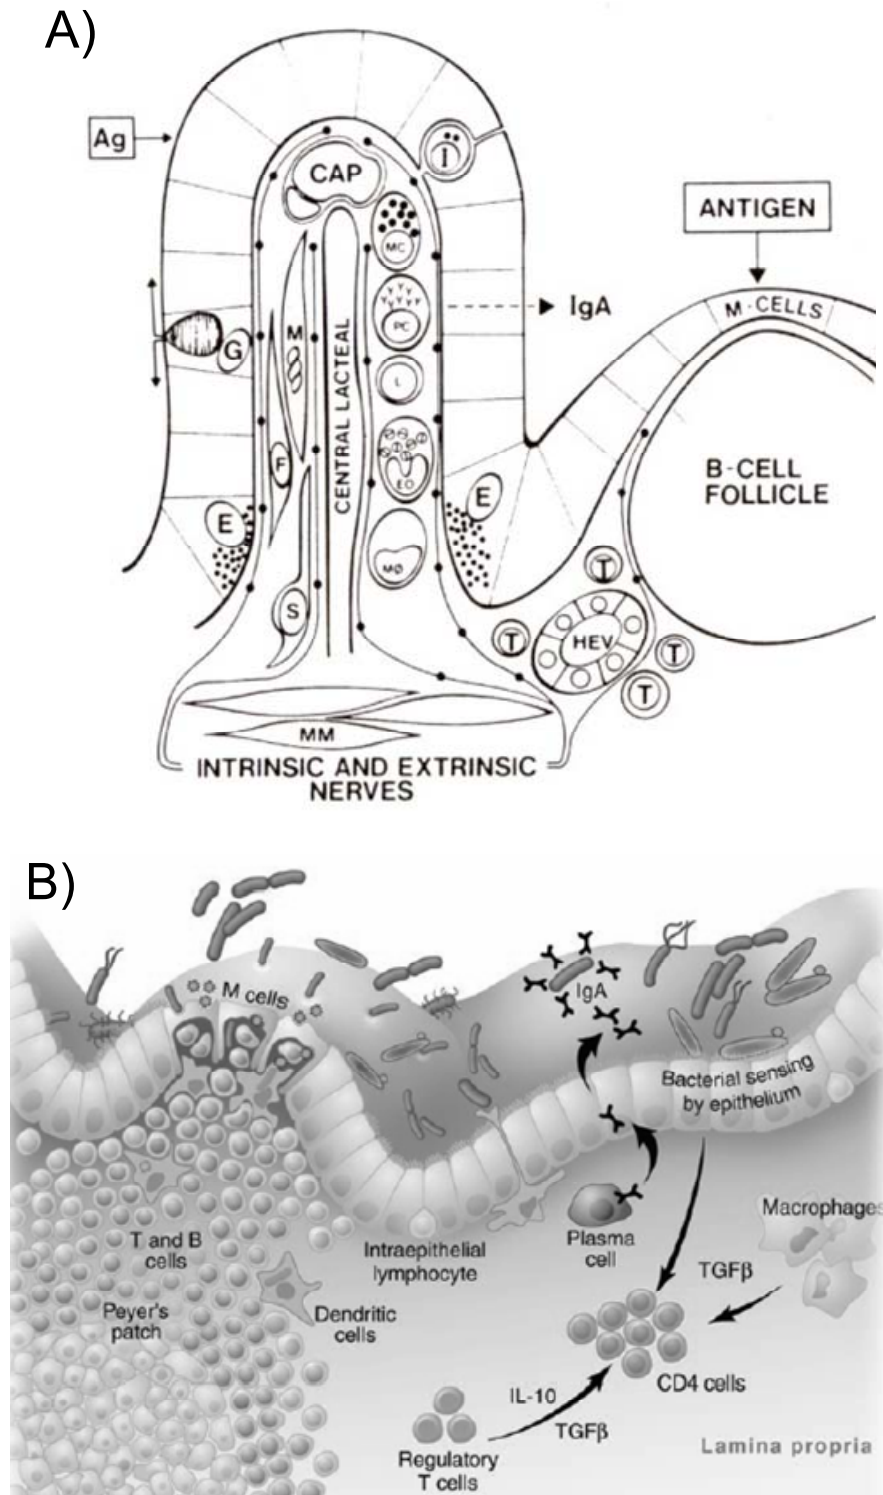 A)
Ag
CAP
I
MC
ANTIGEN
M-CELLS
IgA
PC
G
M
L
CENTRAL LACTEAL
F
EO
B-CELL
FOLLICLE
E
E
MØ
T
S
T
HEV
T
T
MM
INTRINSIC AND EXTRINSIC
NERVES
B)
M cells
IgA
Bacterial sensing
by epithelium
Macrophages
T and B
cells
Intraepithelial
lymphocyte
Plasma
cell
TGFβ
Peyer's
patch
Dendritic
cells
CD4 cells
IL-10
TGFβ
Regulatory
T cells
Lamina propria